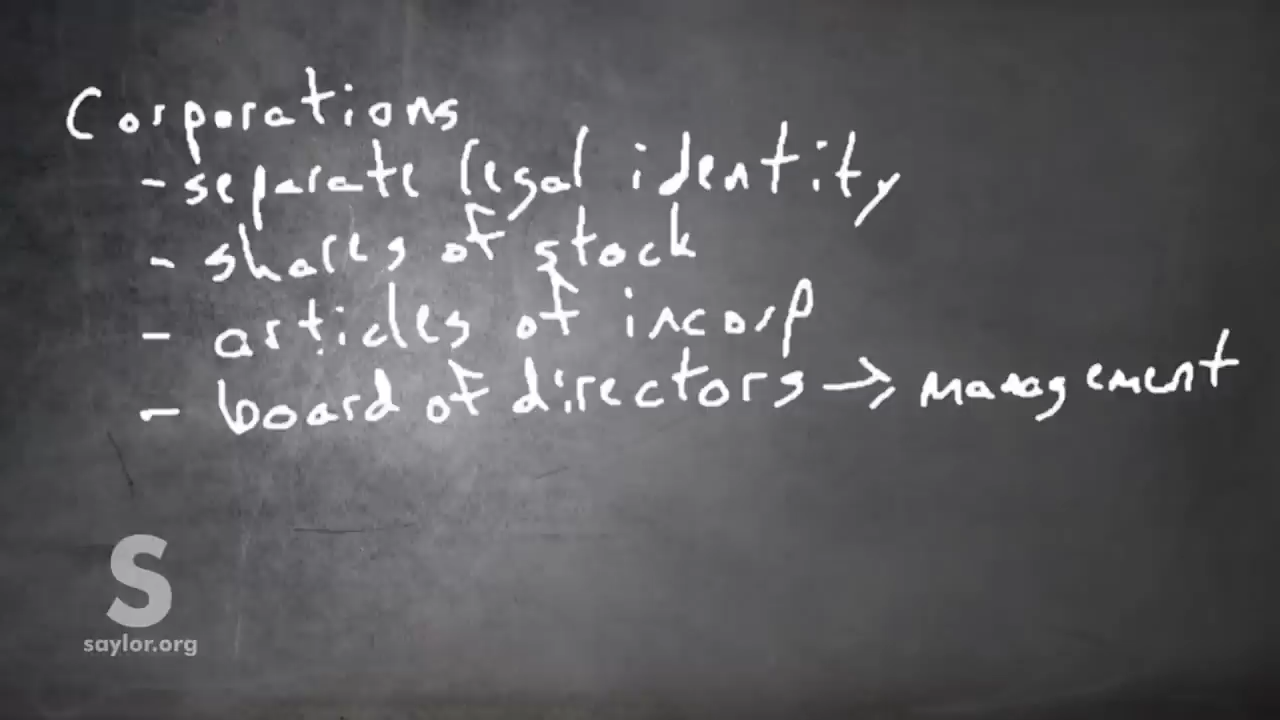 Corporations
- separate legal identity
- shares of stock
- articles of incorp
- board of directors → management
S
saylor.org